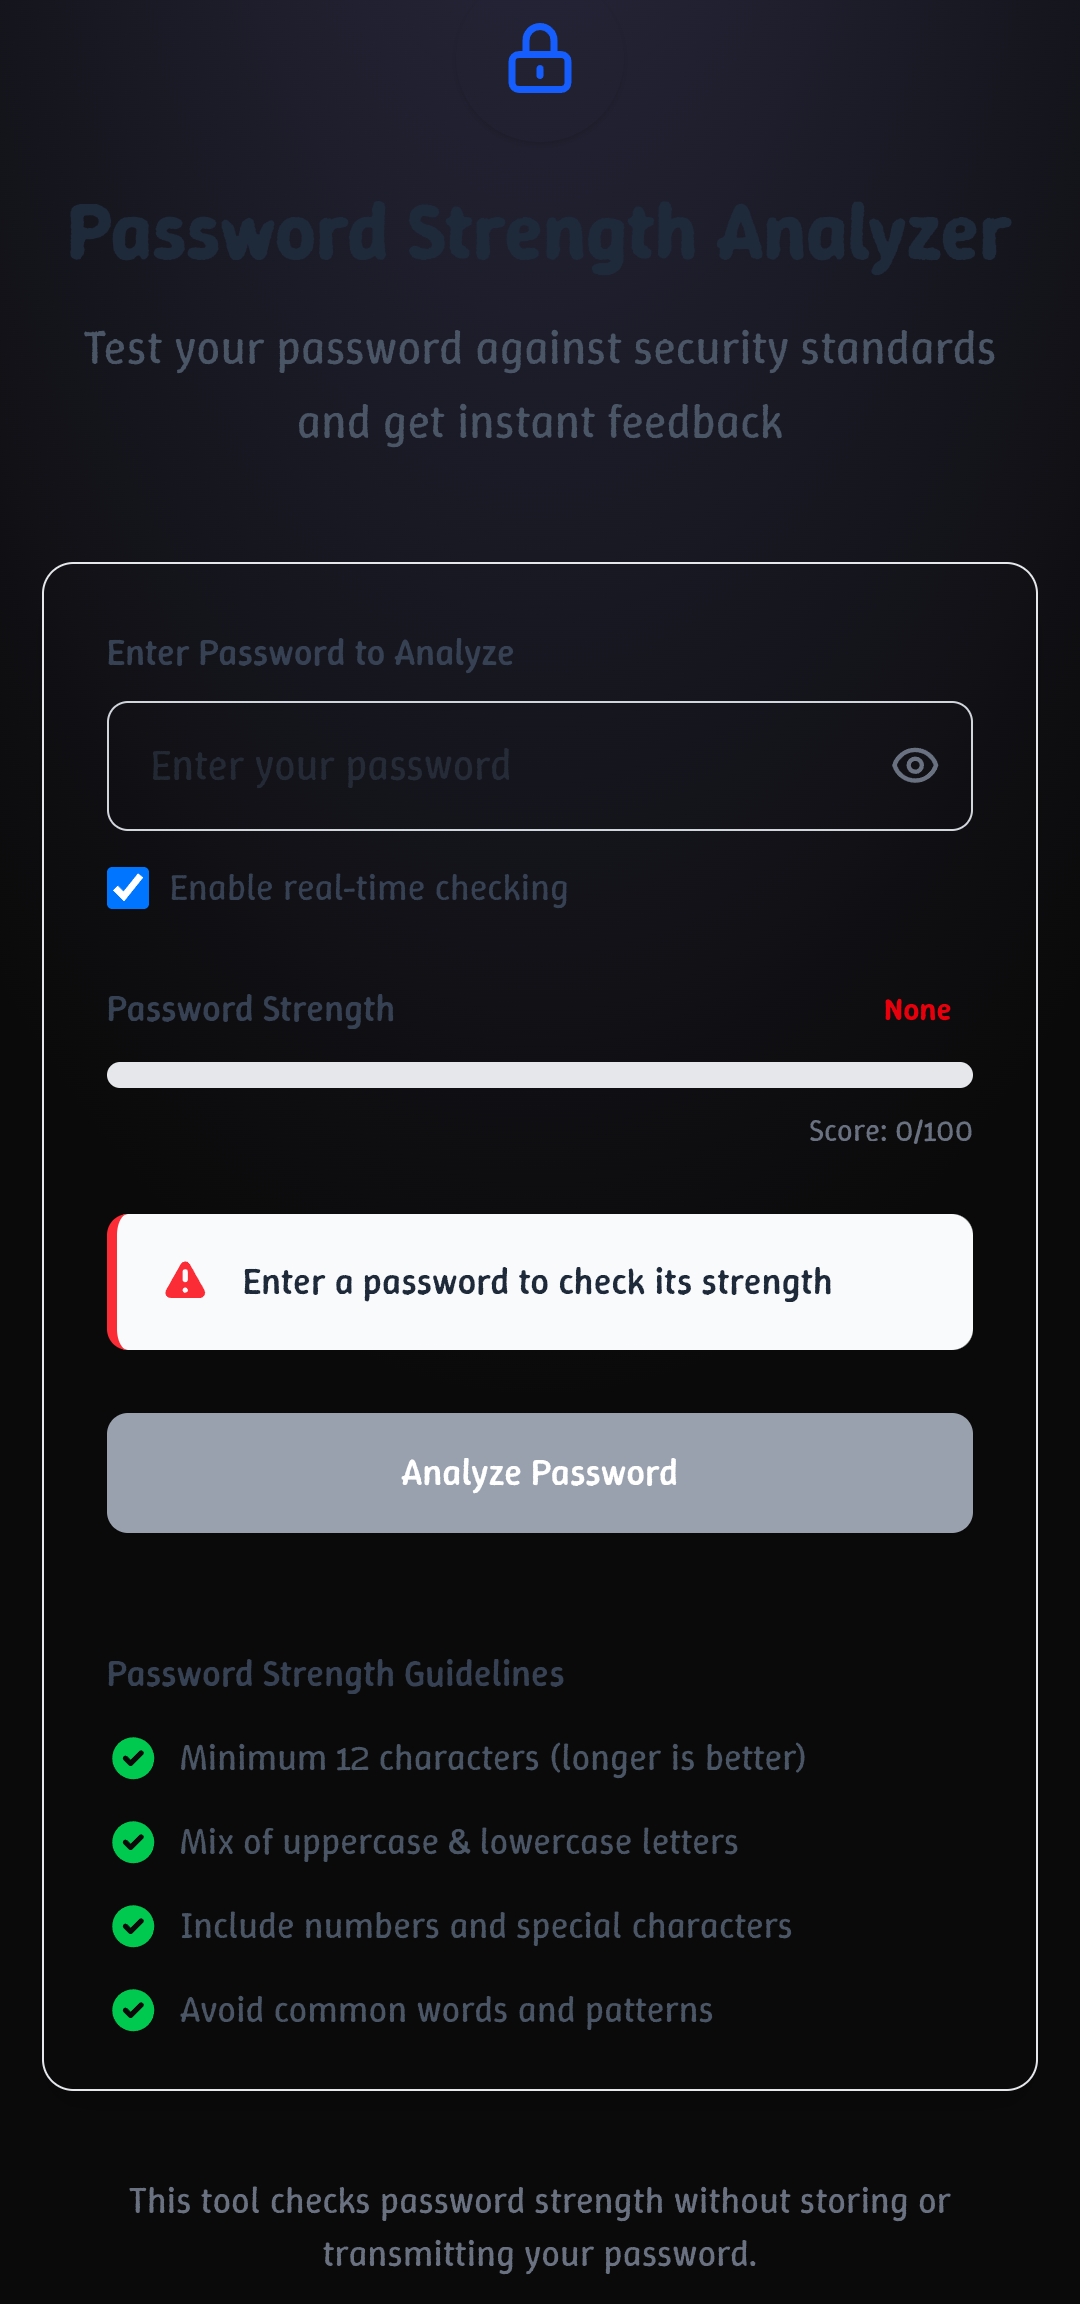 Password Strength Analyzer
Test your password against security standards
and get instant feedback
Enter Password to Analyze
Enter your password
Enable real-time checking
Password Strength
None
Score: 0/100
Enter a password to check its strength
Analyze Password
Password Strength Guidelines
Minimum 12 characters (longer is better)
Mix of uppercase & lowercase letters
Include numbers and special characters
Avoid common words and patterns
This tool checks password strength without storing or
transmitting your password.